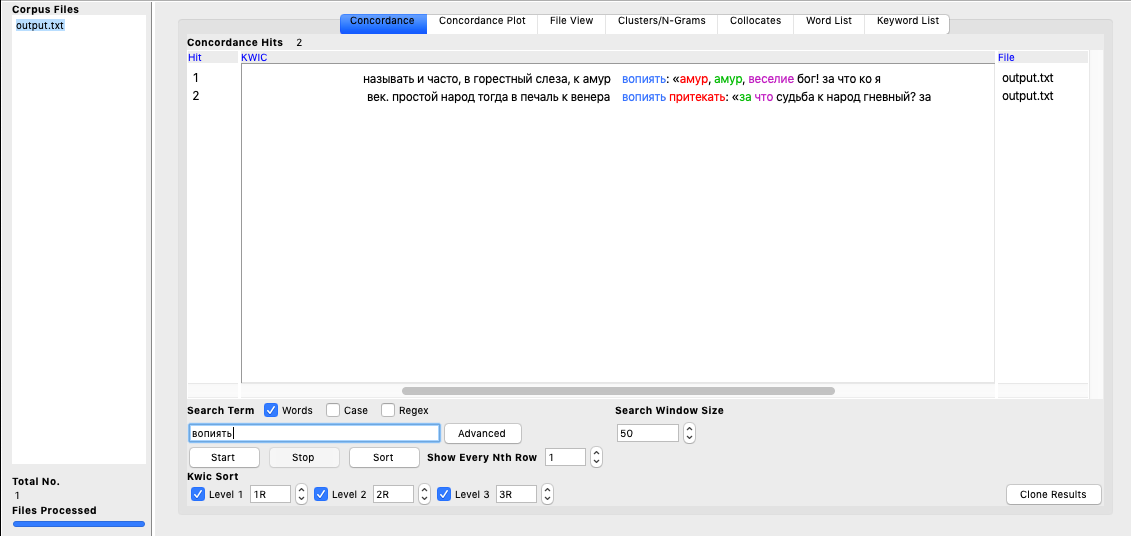 Corpus Files
output.txt
Concordance Concordance Plot File View Clusters/N-Grams Collocates Word List Keyword List
Concordance Hits 2
Hit KWIC File
1 называть и часто, в горестный слеза, к амур вопиять: «амур, амур, веселие бог! за что ко я output.txt
2 век. простой народ тогда в печаль к венера вопиять притекать: «за что судьба к народ гневный? за output.txt
Search Term Words Case Regex Search Window Size
вопиять Advanced 50
Start Stop Sort Show Every Nth Row 1
Kwic Sort
Level 1 1R Level 2 2R Level 3 3R Clone Results
Total No.
1
Files Processed